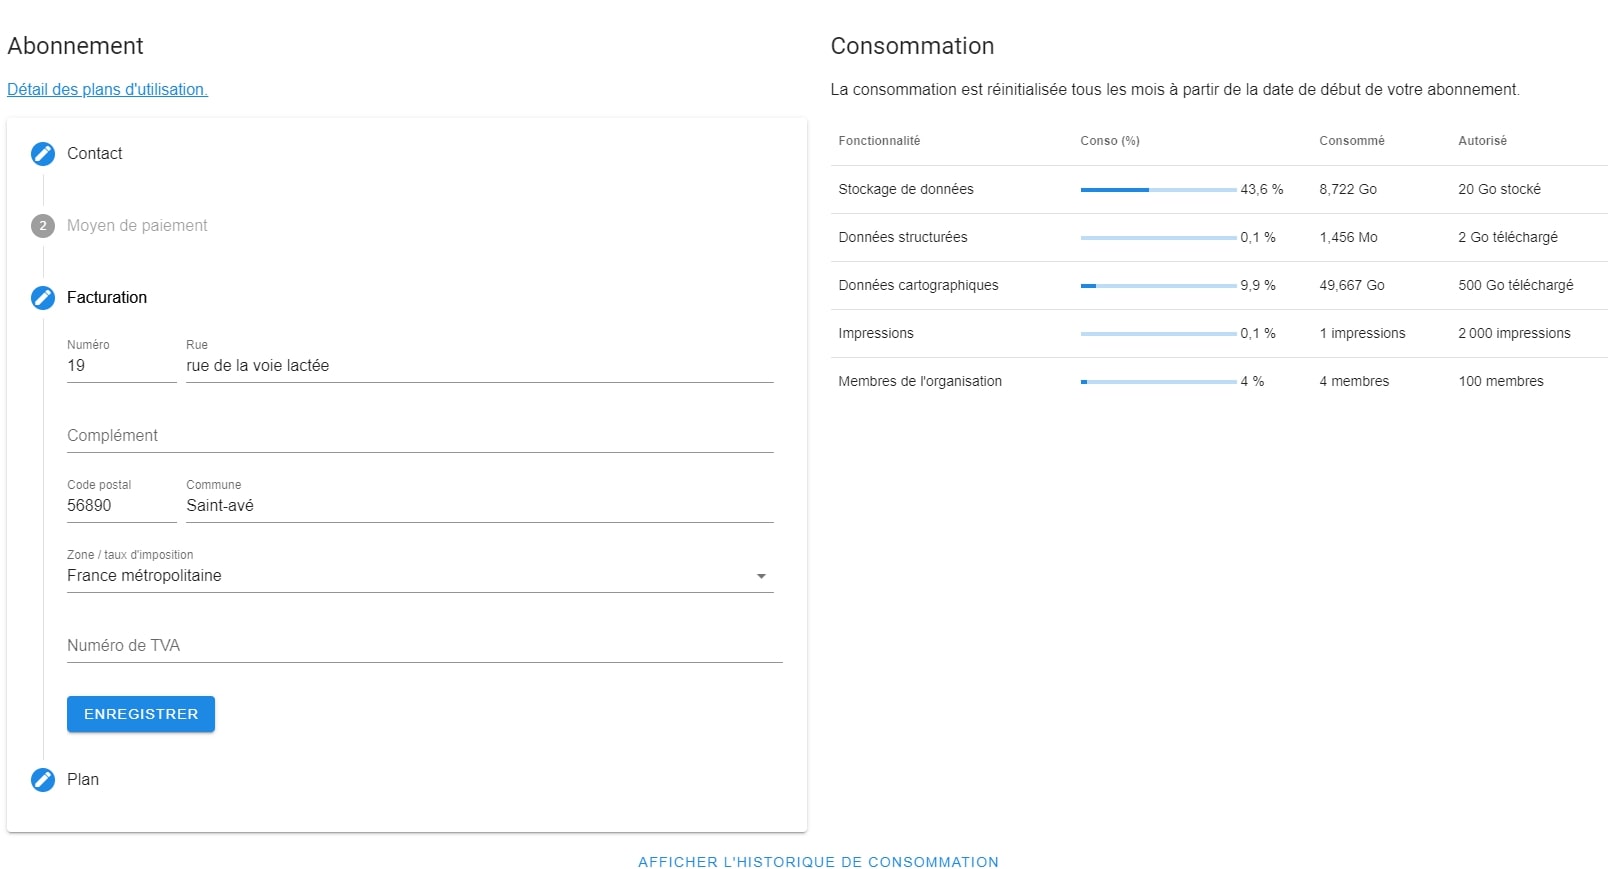 Abonnement
Détail des plans d'utilisation.
Contact
2 Moyen de paiement
Facturation
Numéro Rue
19 rue de la voie lactée
Complément
Code postal Commune
56890 Saint-avé
Zone / taux d'imposition
France métropolitaine
Numéro de TVA
ENREGISTRER
Plan
Consommation
La consommation est réinitialisée tous les mois à partir de la date de début de votre abonnement.
Fonctionnalité Conso (%) Consommé Autorisé
Stockage de données 43,6 % 8,722 Go 20 Go stocké
Données structurées 0,1 % 1,456 Mo 2 Go téléchargé
Données cartographiques 9,9 % 49,667 Go 500 Go téléchargé
Impressions 0,1 % 1 impressions 2 000 impressions
Membres de l'organisation 4 % 4 membres 100 membres
AFFICHER L'HISTORIQUE DE CONSOMMATION